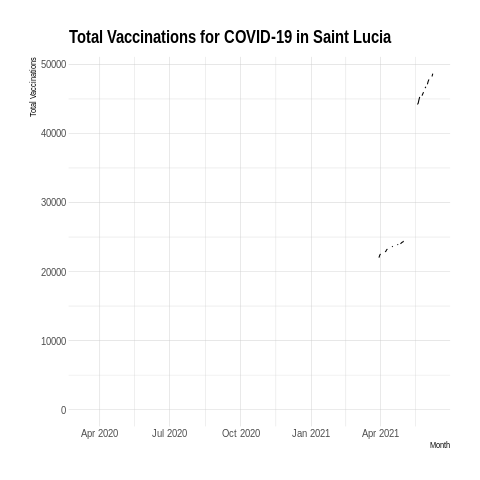 Total Vaccinations for COVID-19 in Saint Lucia
Total Vaccinations
50000
40000
30000
20000
10000
0
Apr 2020
Jul 2020
Oct 2020
Jan 2021
Apr 2021
Month